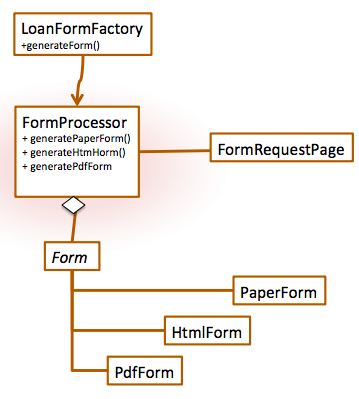 LoanFormFactory
+generateForm()
FormProcessor
+ generatePaperForm()
+ generateHtmHorm()
+ generatePdfForm
FormRequestPage
Form
PaperForm
HtmlForm
PdfForm